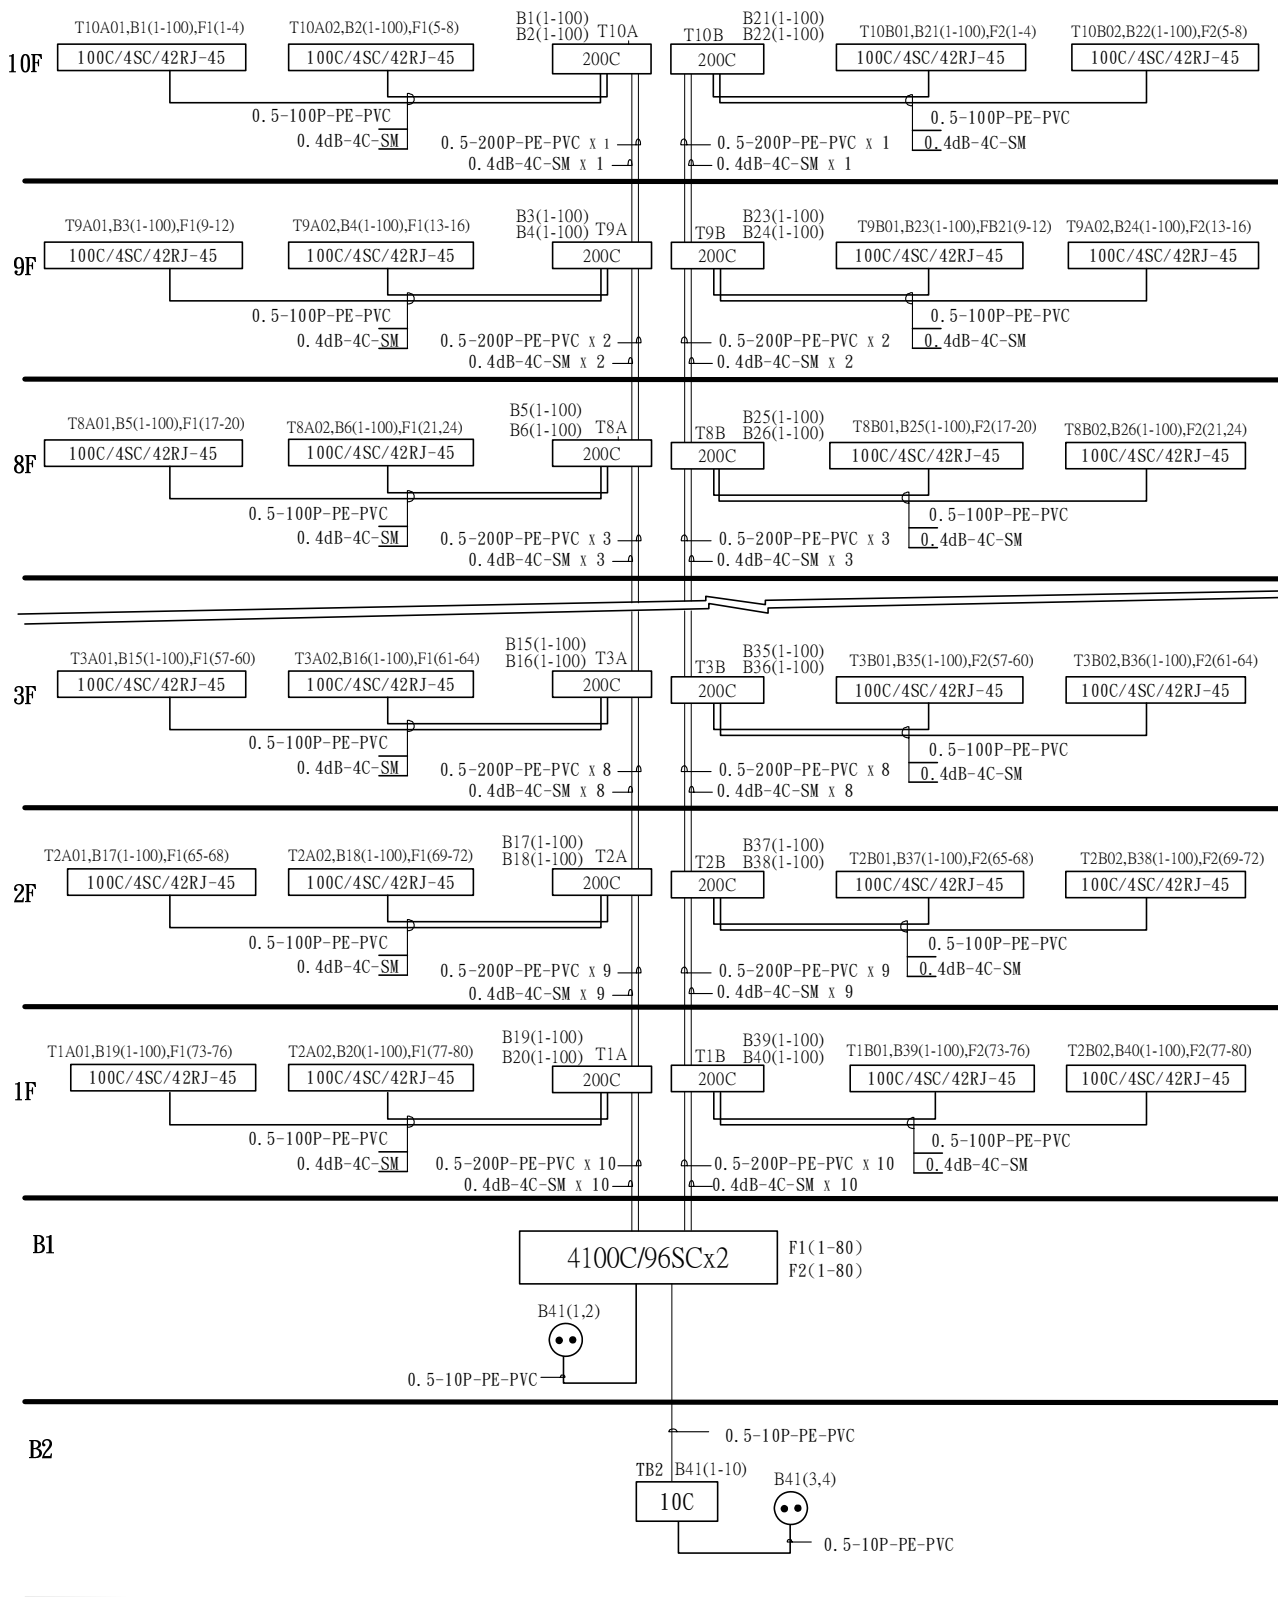 B1(1-100)
B2(1-100) T10A
T10A01,B1(1-100),F1(1-4)
T10A02,B2(1-100),F1(5-8)
B21(1-100)
T10B B22(1-100)
T10B01,B21(1-100),F2(1-4)
T10B02,B22(1-100),F2(5-8)
10F
100C/4SC/42RJ-45
100C/4SC/42RJ-45
200C
200C
100C/4SC/42RJ-45
100C/4SC/42RJ-45
0.5-100P-PE-PVC
0.4dB-4C-SM
0.5-200P-PE-PVC x 1
0.4dB-4C-SM x 1
0.5-200P-PE-PVC x 1
0.4dB-4C-SM x 1
0.5-100P-PE-PVC
0.4dB-4C-SM
T9A01,B3(1-100),F1(9-12)
T9A02,B4(1-100),F1(13-16)
B3(1-100)
B4(1-100) T9A
B23(1-100)
T9B B24(1-100)
T9B01,B23(1-100),FB21(9-12)
T9A02,B24(1-100),F2(13-16)
9F
100C/4SC/42RJ-45
100C/4SC/42RJ-45
200C
200C
100C/4SC/42RJ-45
100C/4SC/42RJ-45
0.5-100P-PE-PVC
0.4dB-4C-SM
0.5-200P-PE-PVC x 2
0.4dB-4C-SM x 2
0.5-200P-PE-PVC x 2
0.4dB-4C-SM x 2
0.5-100P-PE-PVC
0.4dB-4C-SM
T8A01,B5(1-100),F1(17-20)
T8A02,B6(1-100),F1(21,24)
B5(1-100)
B6(1-100) T8A
B25(1-100)
T8B B26(1-100)
T8B01,B25(1-100),F2(17-20)
T8B02,B26(1-100),F2(21,24)
8F
100C/4SC/42RJ-45
100C/4SC/42RJ-45
200C
200C
100C/4SC/42RJ-45
100C/4SC/42RJ-45
0.5-100P-PE-PVC
0.4dB-4C-SM
0.5-200P-PE-PVC x 3
0.4dB-4C-SM x 3
0.5-200P-PE-PVC x 3
0.4dB-4C-SM x 3
0.5-100P-PE-PVC
0.4dB-4C-SM
T3A01,B15(1-100),F1(57-60)
T3A02,B16(1-100),F1(61-64)
B15(1-100)
B16(1-100) T3A
B35(1-100)
T3B B36(1-100)
T3B01,B35(1-100),F2(57-60)
T3B02,B36(1-100),F2(61-64)
3F
100C/4SC/42RJ-45
100C/4SC/42RJ-45
200C
200C
100C/4SC/42RJ-45
100C/4SC/42RJ-45
0.5-100P-PE-PVC
0.4dB-4C-SM
0.5-200P-PE-PVC x 8
0.4dB-4C-SM x 8
0.5-200P-PE-PVC x 8
0.4dB-4C-SM x 8
0.5-100P-PE-PVC
0.4dB-4C-SM
T2A01,B17(1-100),F1(65-68)
T2A02,B18(1-100),F1(69-72)
B17(1-100)
B18(1-100) T2A
B37(1-100)
T2B B38(1-100)
T2B01,B37(1-100),F2(65-68)
T2B02,B38(1-100),F2(69-72)
2F
100C/4SC/42RJ-45
100C/4SC/42RJ-45
200C
200C
100C/4SC/42RJ-45
100C/4SC/42RJ-45
0.5-100P-PE-PVC
0.4dB-4C-SM
0.5-200P-PE-PVC x 9
0.4dB-4C-SM x 9
0.5-200P-PE-PVC x 9
0.4dB-4C-SM x 9
0.5-100P-PE-PVC
0.4dB-4C-SM
T1A01,B19(1-100),F1(73-76)
T2A02,B20(1-100),F1(77-80)
B19(1-100)
B20(1-100) T1A
B39(1-100)
T1B B40(1-100)
T1B01,B39(1-100),F2(73-76)
T2B02,B40(1-100),F2(77-80)
1F
100C/4SC/42RJ-45
100C/4SC/42RJ-45
200C
200C
100C/4SC/42RJ-45
100C/4SC/42RJ-45
0.5-100P-PE-PVC
0.4dB-4C-SM
0.5-200P-PE-PVC x 10
0.4dB-4C-SM x 10
0.5-200P-PE-PVC x 10
0.4dB-4C-SM x 10
0.5-100P-PE-PVC
0.4dB-4C-SM
B1
4100C/96SCx2
F1(1-80)
F2(1-80)
B41(1,2)
0.5-10P-PE-PVC
B2
0.5-10P-PE-PVC
TB2 B41(1-10)
B41(3,4)
10C
0.5-10P-PE-PVC